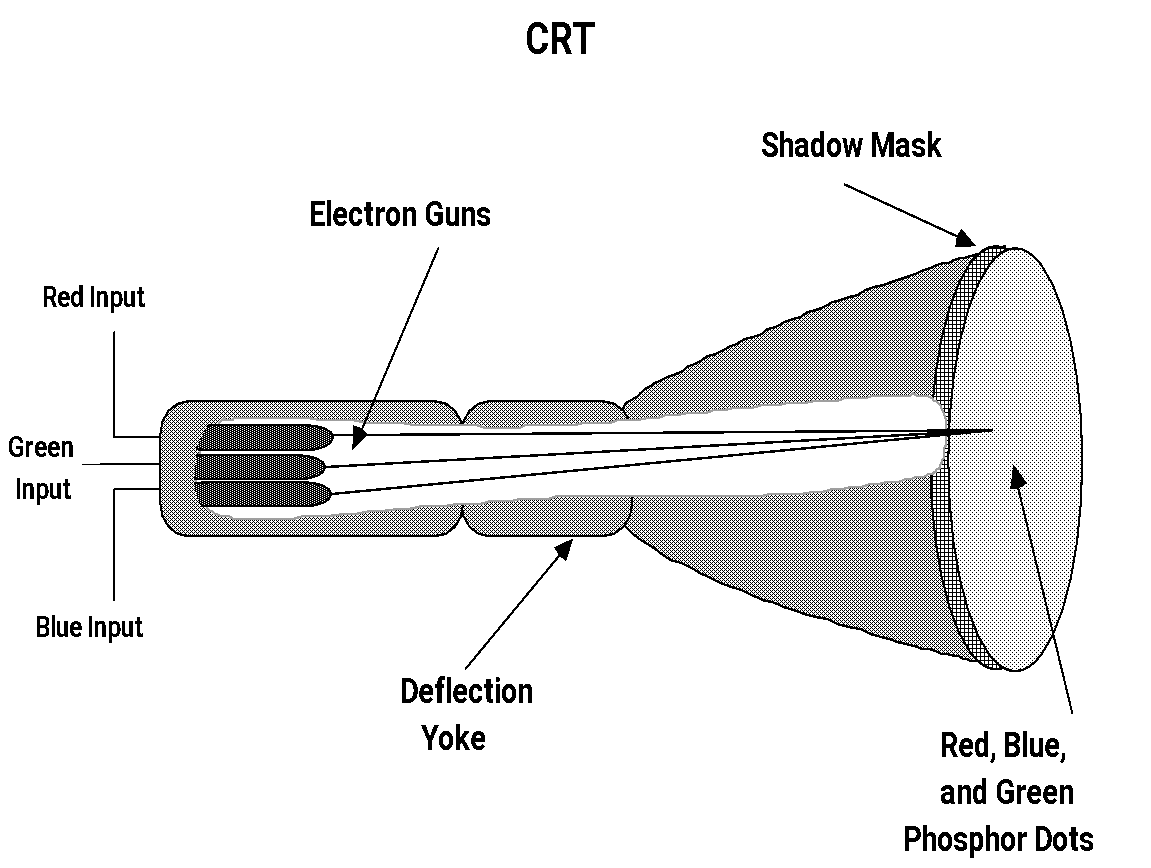 CRT
Shadow Mask
Electron Guns
Red Input
Green
Input
Blue Input
Deflection
Yoke
Red, Blue,
and Green
Phosphor Dots